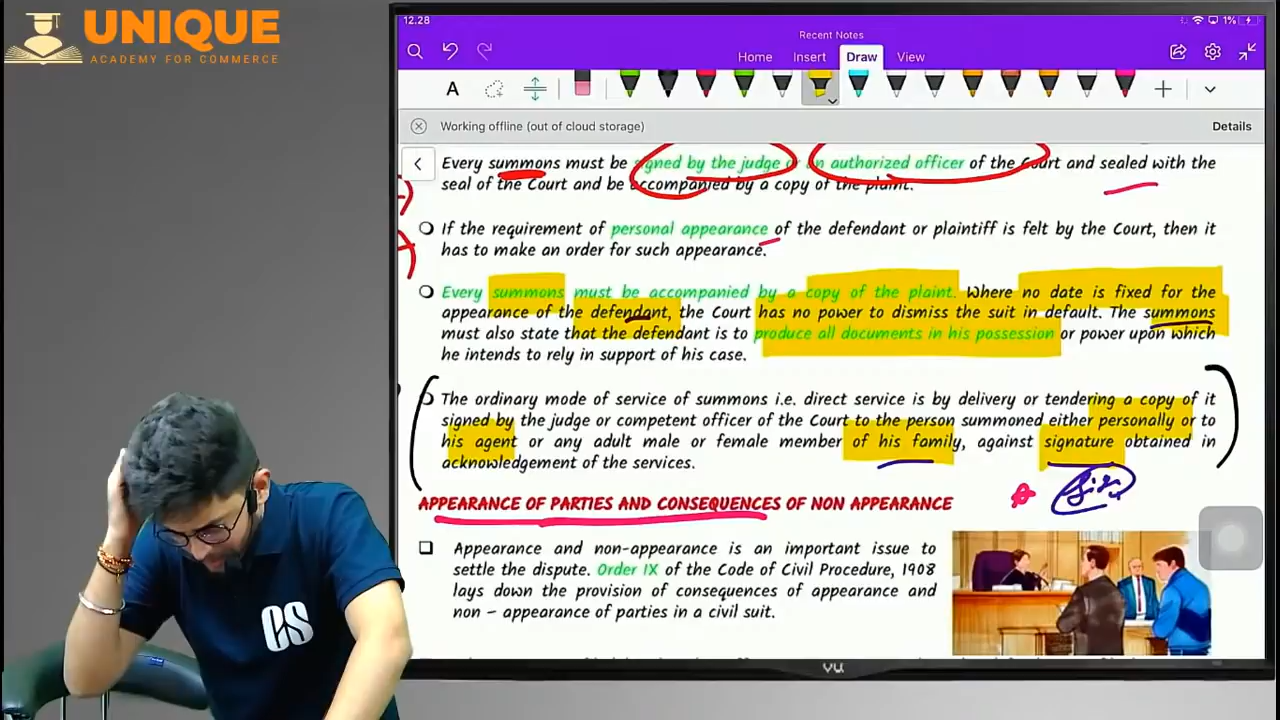 UNIQUE
ACADEMY FOR COMMERCE
12.28
1%
Recent Notes
Home Insert Draw View
A
Working offline (out of cloud storage)
Details
Every summons must be signed by the judge or an authorized officer of the Court and sealed with the
seal of the Court and be accompanied by a copy of the plaint.
If the requirement of personal appearance of the defendant or plaintiff is felt by the Court, then it
has to make an order for such appearance.
Every summons must be accompanied by a copy of the plaint. Where no date is fixed for the
appearance of the defendant, the Court has no power to dismiss the suit in default. The summons
must also state that the defendant is to produce all documents in his possession or power upon which
he intends to rely in support of his case.
The ordinary mode of service of summons i.e. direct service is by delivery or tendering a copy of it
signed by the judge or competent officer of the Court to the person summoned either personally or to
his agent or any adult male or female member of his family, against signature obtained in
acknowledgement of the services.
APPEARANCE OF PARTIES AND CONSEQUENCES OF NON APPEARANCE
Appearance and non-appearance is an important issue to
settle the dispute. Order IX of the Code of Civil Procedure, 1908
lays down the provision of consequences of appearance and
non – appearance of parties in a civil suit.
CS
VU